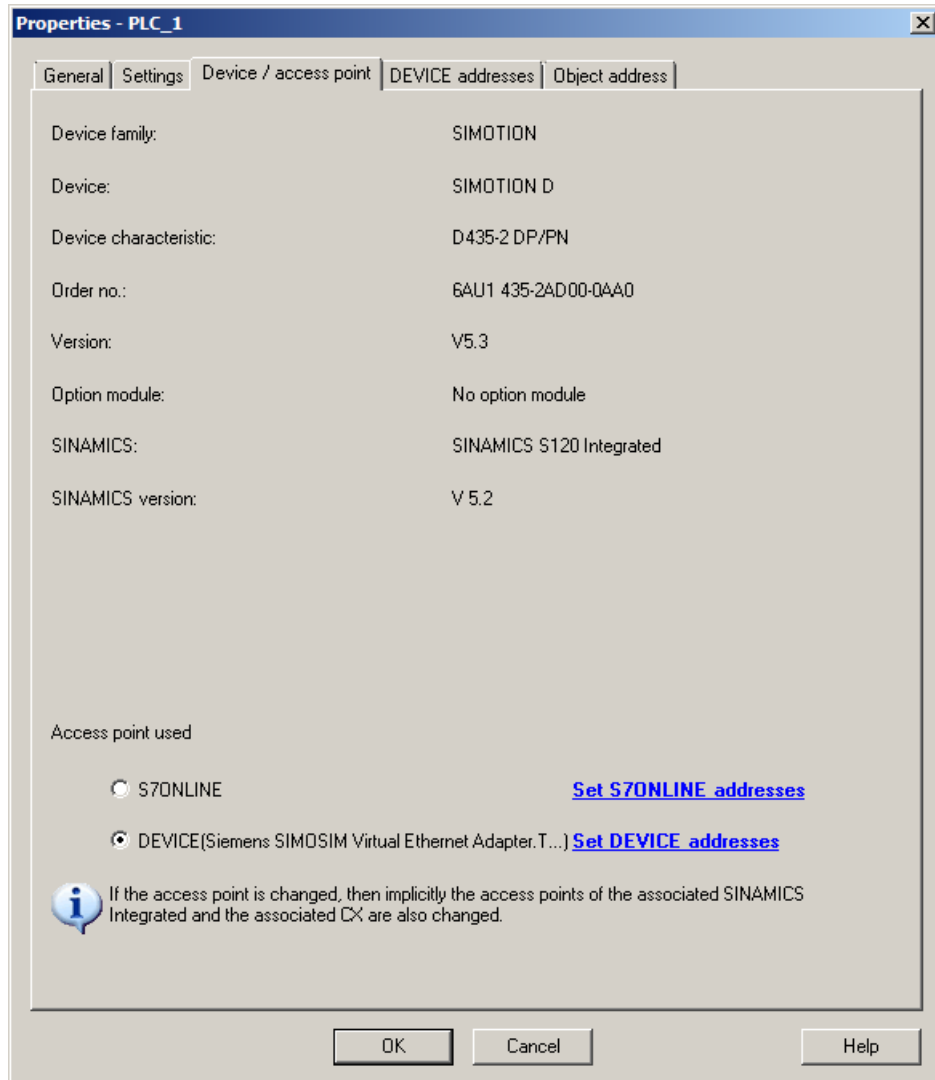 Properties - PLC_1
General Settings Device / access point DEVICE addresses Object address
Device family: SIMOTION
Device: SIMOTION D
Device characteristic: D435-2 DP/PN
Order no.: 6AU1 435-2AD00-0AA0
Version: V5.3
Option module: No option module
SINAMICS: SINAMICS S120 Integrated
SINAMICS version: V 5.2
Access point used
S7ONLINE Set S7ONLINE addresses
DEVICE(Siemens SIMOSIM Virtual Ethernet Adapter.T...) Set DEVICE addresses
If the access point is changed, then implicitly the access points of the associated SINAMICS
Integrated and the associated CX are also changed.
OK Cancel Help